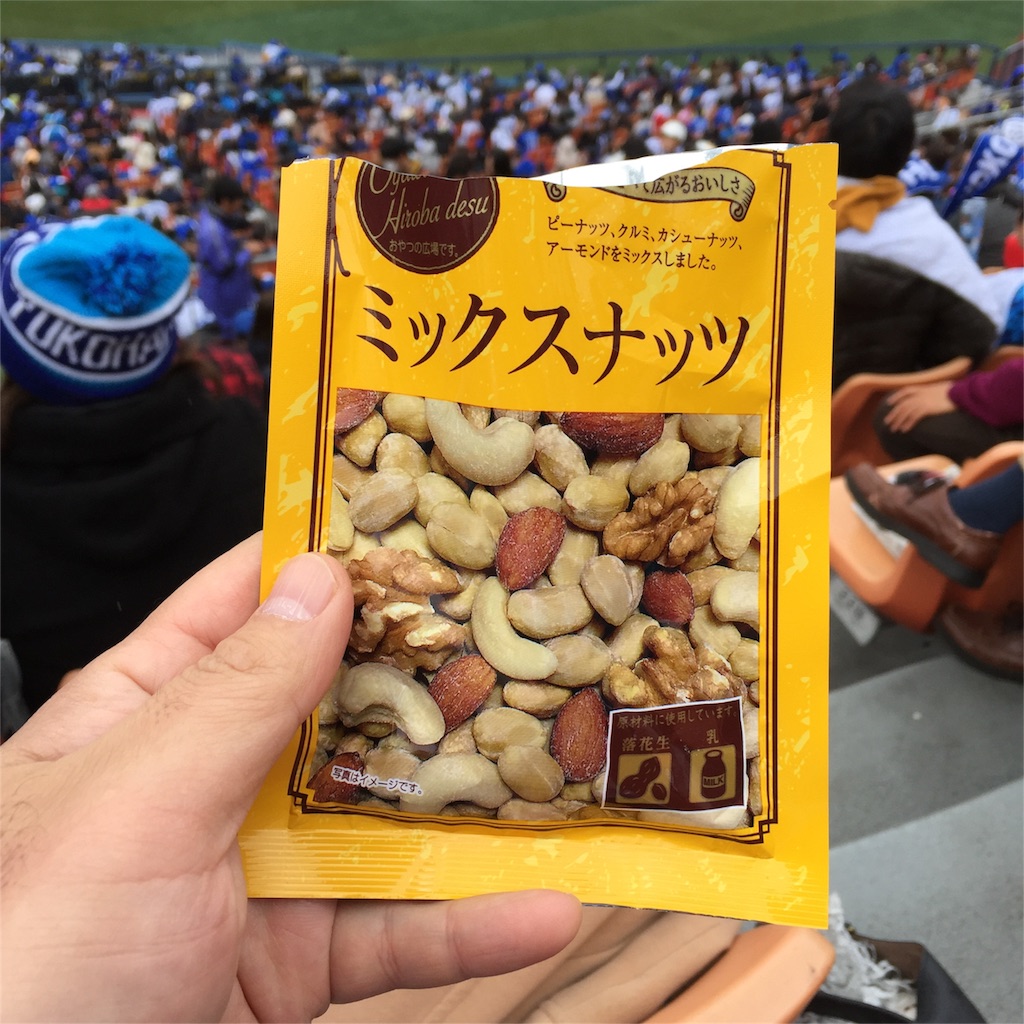 Hiroba desu
おやつの広場です。
て広がるおいしさ
ピーナッツ、クルミ、カシューナッツ、
アーモンドをミックスしました。
ミックスナッツ
原材料に使用しています。
落花生 乳
MILK
写真はイメージです。
YOKOHA